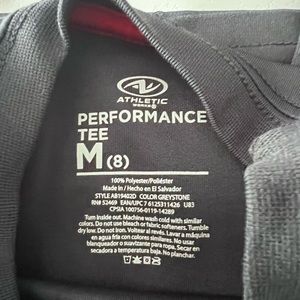 ATHLETIC
WORKS
PERFORMANCE
TEE
M (8)
100% Polyester/Poliéster
Made in / Hecho en El Salvador
STYLE AB19402D COLOR GREYSTONE
RN# 52469 EAN/UPC 7 6125311426 U83
CPSIA 100756-0119-14289
Turn Inside out. Machine wash cold with similar
colors. Do not use bleach or fabric softeners. Tumble
dry low. Do not Iron. Voltear. Lavar a máquina
en agua fría con colores similares. No usar
blanqueador o suavizante para ropa. Secar en
secadora a temperatura baja. No planchar.